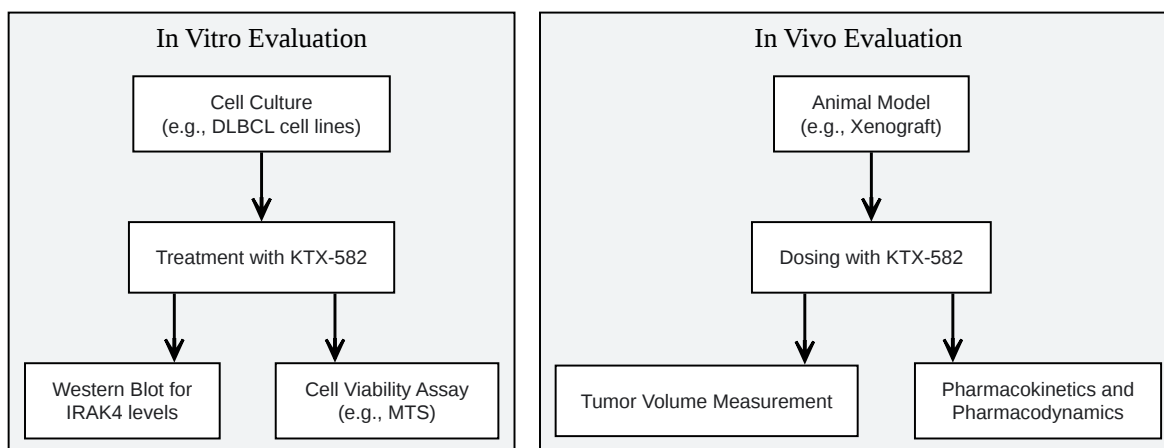 In Vitro Evaluation
Cell Culture
(e.g., DLBCL cell lines)
Treatment with KTX-582
Western Blot for
IRAK4 levels
Cell Viability Assay
(e.g., MTS)
In Vivo Evaluation
Animal Model
(e.g., Xenograft)
Dosing with KTX-582
Tumor Volume Measurement
Pharmacokinetics and
Pharmacodynamics